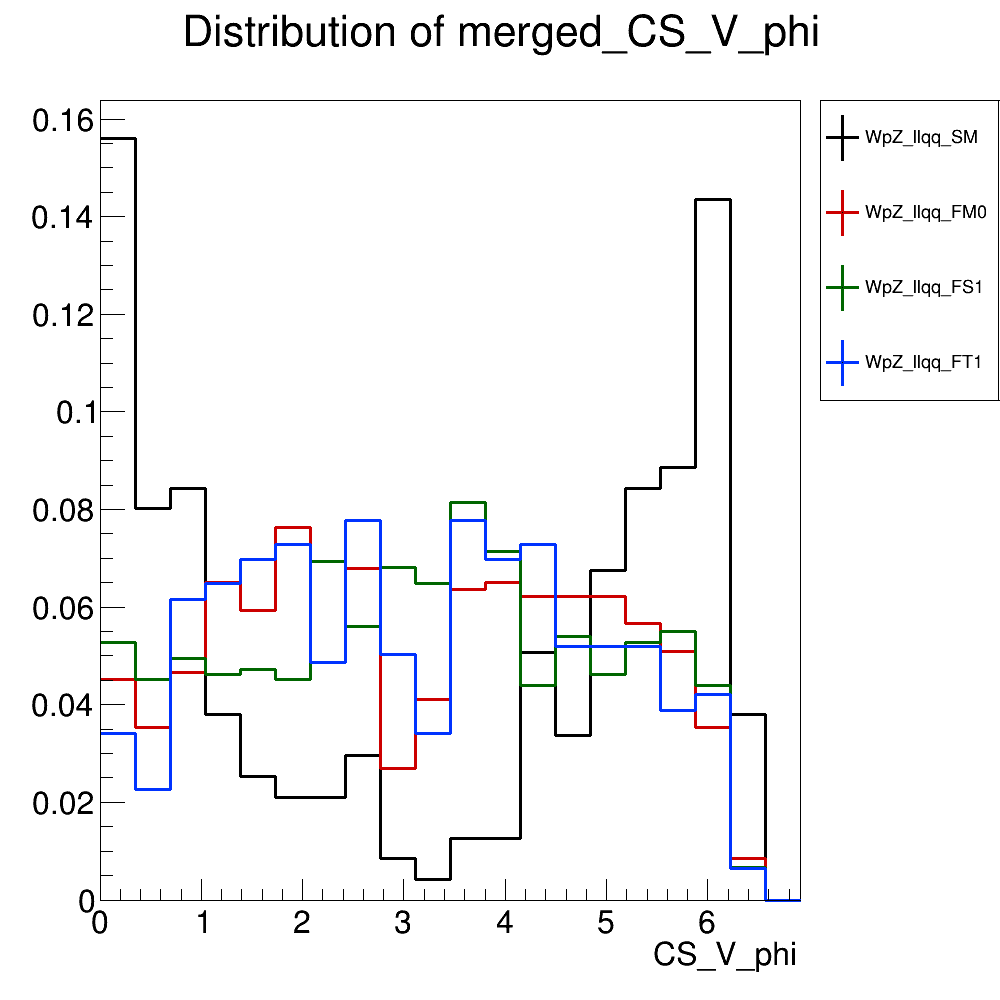 Distribution of merged_CS_V_phi
0.16
0.14
0.12
0.1
0.08
0.06
0.04
0.02
0
0 1 2 3 4 5 6
CS_V_phi
WpZ_llqq_SM
WpZ_llqq_FM0
WpZ_llqq_FS1
WpZ_llqq_FT1